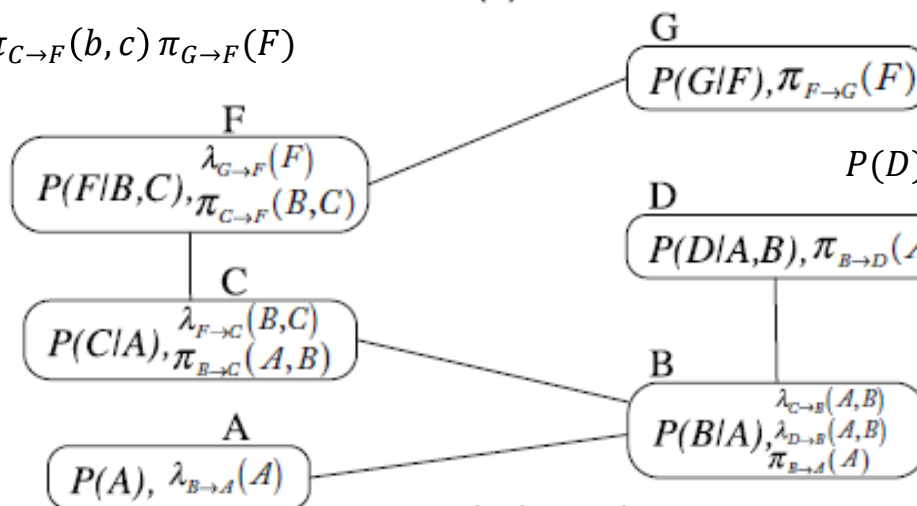 π_{C→F}(b, c) π_{G→F}(F)
G
P(G|F), π_{F→G}(F)
F
P(F|B,C), λ_{G→F}(F)
π_{C→F}(B,C)
P(D)
D
P(D|A,B), π_{B→D}(
C
P(C|A), λ_{F→C}(B,C)
π_{B→C}(A,B)
B
P(B|A), λ_{C→B}(A,B)
λ_{D→B}(A,B)
π_{B→A}(A)
A
P(A), λ_{B→A}(A)